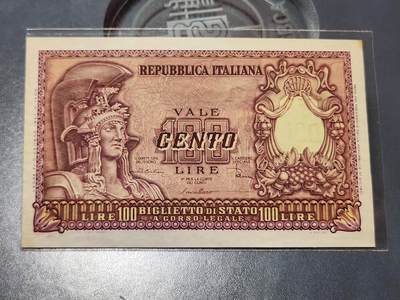 REPUBBLICA ITALIANA
VALE
100
CENTO
LIRE
LIRE 100 BIGLIETTO DI STATO 100 LIRE
A CORSO LEGALE